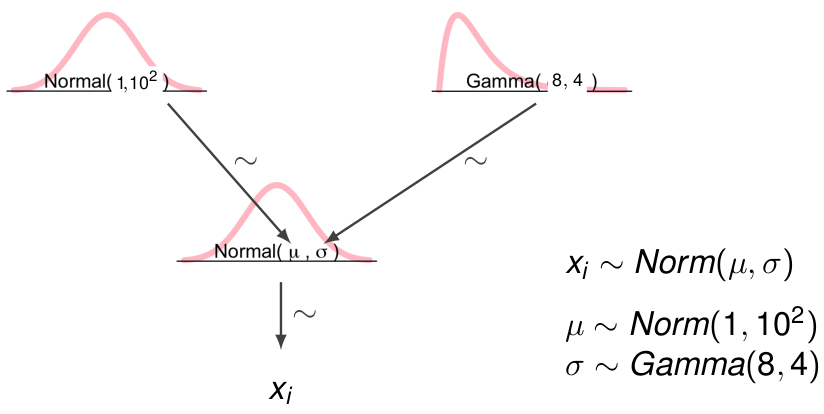 Normal( 1,10² )
Gamma( 8, 4 )
∼
∼
Normal( μ , σ )
∼
xᵢ
xᵢ ∼ Norm(μ, σ)
μ ∼ Norm(1, 10²)
σ ∼ Gamma(8, 4)